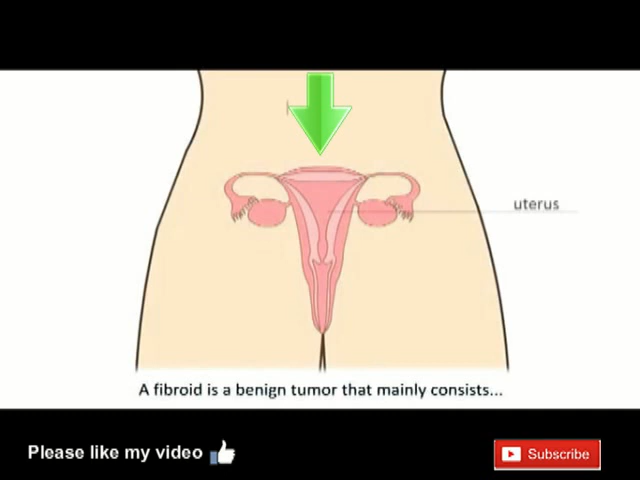 uterus
A fibroid is a benign tumor that mainly consists...
Please like my video
Subscribe